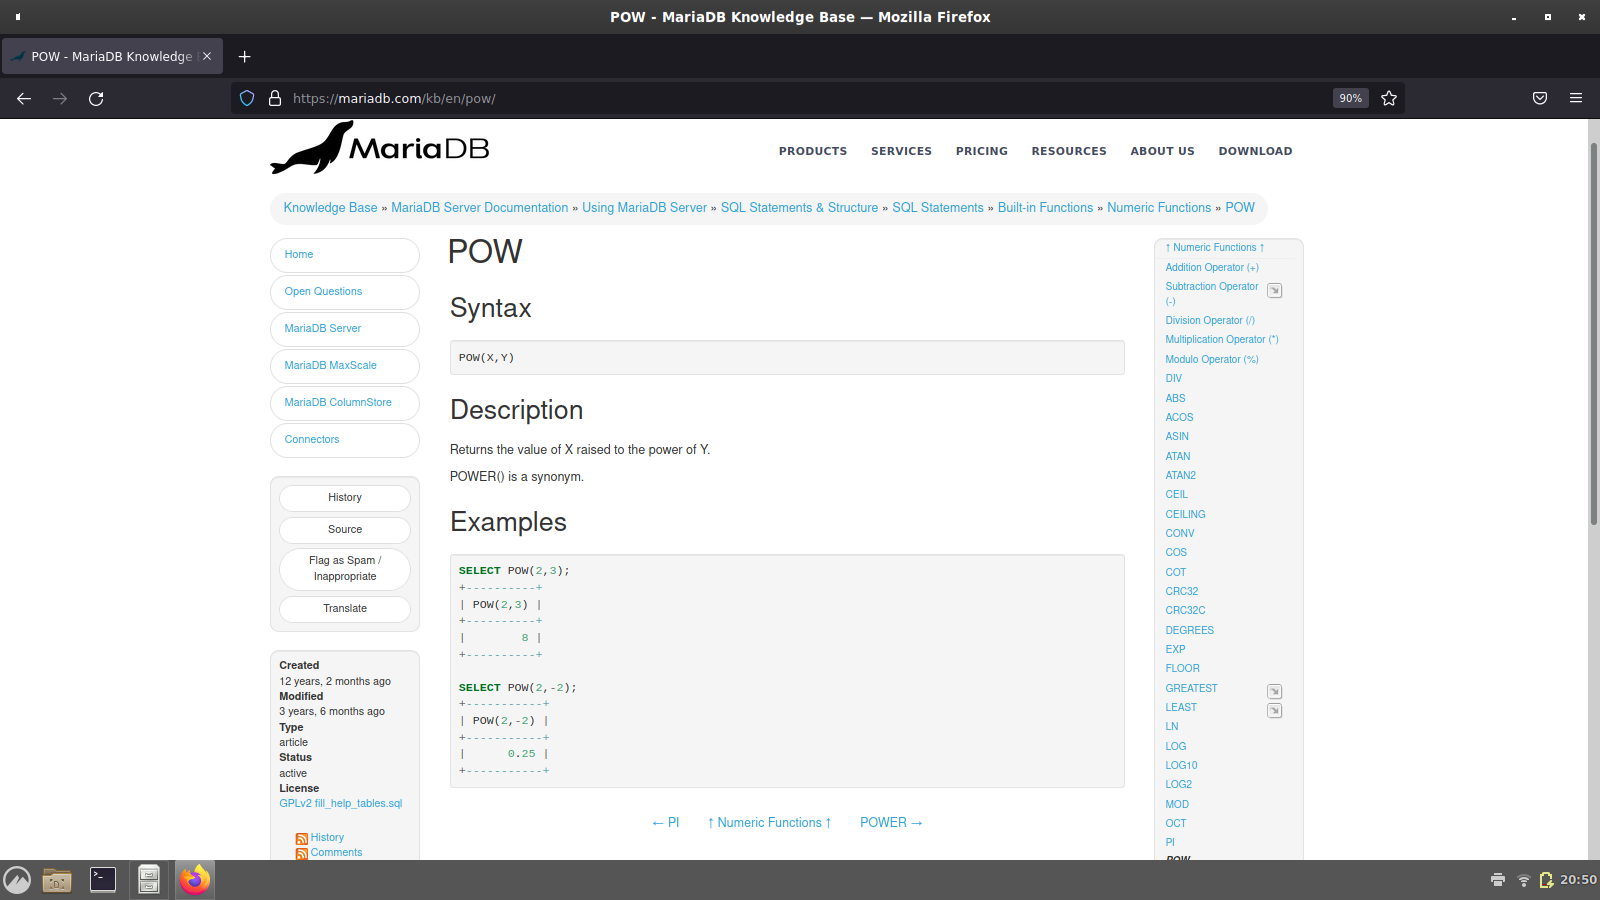 POW - MariaDB Knowledge Base — Mozilla Firefox
POW - MariaDB Knowledge
https://mariadb.com/kb/en/pow/
90%
MariaDB
PRODUCTS SERVICES PRICING RESOURCES ABOUT US DOWNLOAD
Knowledge Base » MariaDB Server Documentation » Using MariaDB Server » SQL Statements & Structure » SQL Statements » Built-in Functions » Numeric Functions » POW
Home
Open Questions
MariaDB Server
MariaDB MaxScale
MariaDB ColumnStore
Connectors
History
Source
Flag as Spam /
Inappropriate
Translate
Created
12 years, 2 months ago
Modified
3 years, 6 months ago
Type
article
Status
active
License
GPLv2 fill_help_tables.sql
History
Comments
POW
Syntax
POW(X,Y)
Description
Returns the value of X raised to the power of Y.
POWER() is a synonym.
Examples
SELECT POW(2,3);
+----------+
| POW(2,3) |
+----------+
|        8 |
+----------+
SELECT POW(2,-2);
+-----------+
| POW(2,-2) |
+-----------+
|      0.25 |
+-----------+
← PI ↑ Numeric Functions ↑ POWER →
↑ Numeric Functions ↑
Addition Operator (+)
Subtraction Operator
(-)
Division Operator (/)
Multiplication Operator (*)
Modulo Operator (%)
DIV
ABS
ACOS
ASIN
ATAN
ATAN2
CEIL
CEILING
CONV
COS
COT
CRC32
CRC32C
DEGREES
EXP
FLOOR
GREATEST
LEAST
LN
LOG
LOG10
LOG2
MOD
OCT
PI
POW
20:50